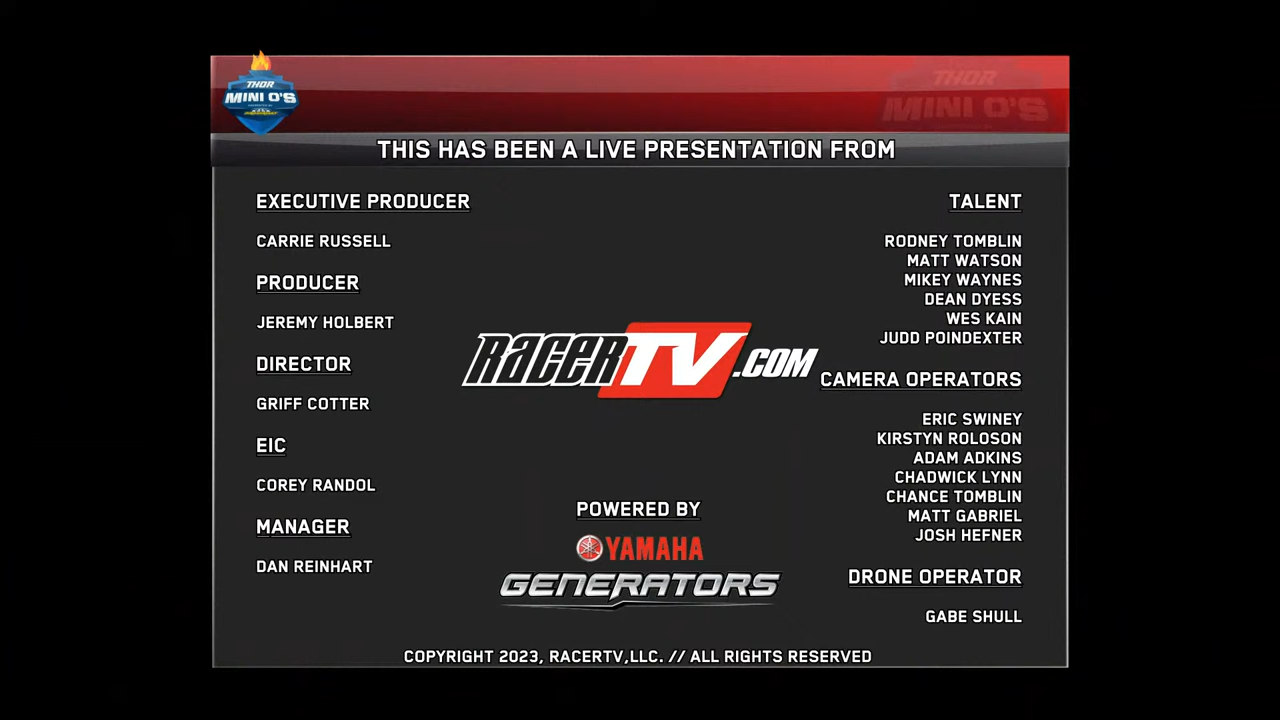 THOR
MINI O'S
THOR
MINI O'S
THIS HAS BEEN A LIVE PRESENTATION FROM
EXECUTIVE PRODUCER
CARRIE RUSSELL
PRODUCER
JEREMY HOLBERT
DIRECTOR
GRIFF COTTER
EIC
COREY RANDOL
MANAGER
DAN REINHART
RACERTV.COM
POWERED BY
YAMAHA
GENERATORS
TALENT
RODNEY TOMBLIN
MATT WATSON
MIKEY WAYNES
DEAN DYESS
WES KAIN
JUDD POINDEXTER
CAMERA OPERATORS
ERIC SWINEY
KIRSTYN ROLOSON
ADAM ADKINS
CHADWICK LYNN
CHANCE TOMBLIN
MATT GABRIEL
JOSH HEFNER
DRONE OPERATOR
GABE SHULL
COPYRIGHT 2023, RACERTV,LLC. // ALL RIGHTS RESERVED